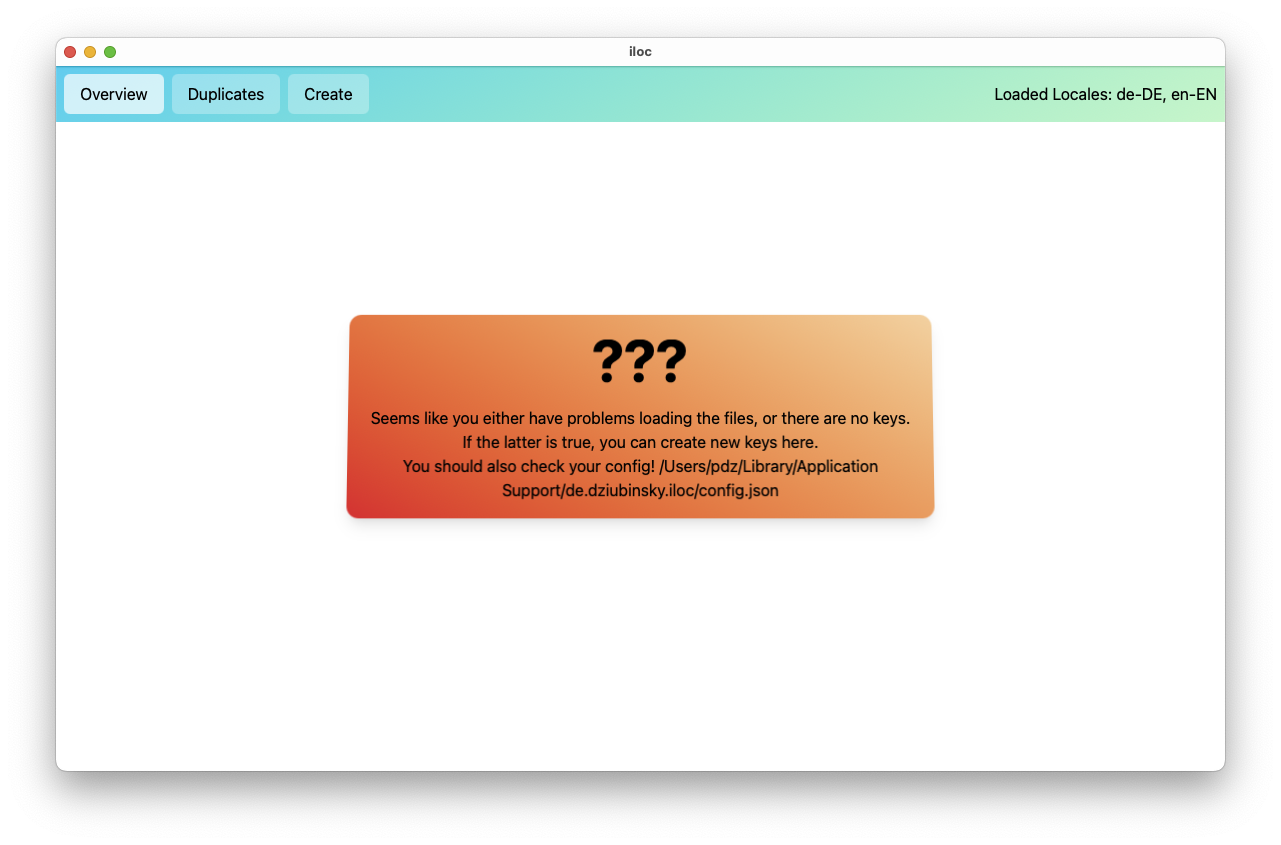 iloc
Overview
Duplicates
Create
Loaded Locales: de-DE, en-EN
???
Seems like you either have problems loading the files, or there are no keys.
If the latter is true, you can create new keys here.
You should also check your config! /Users/pdz/Library/Application
Support/de.dziubinsky.iloc/config.json